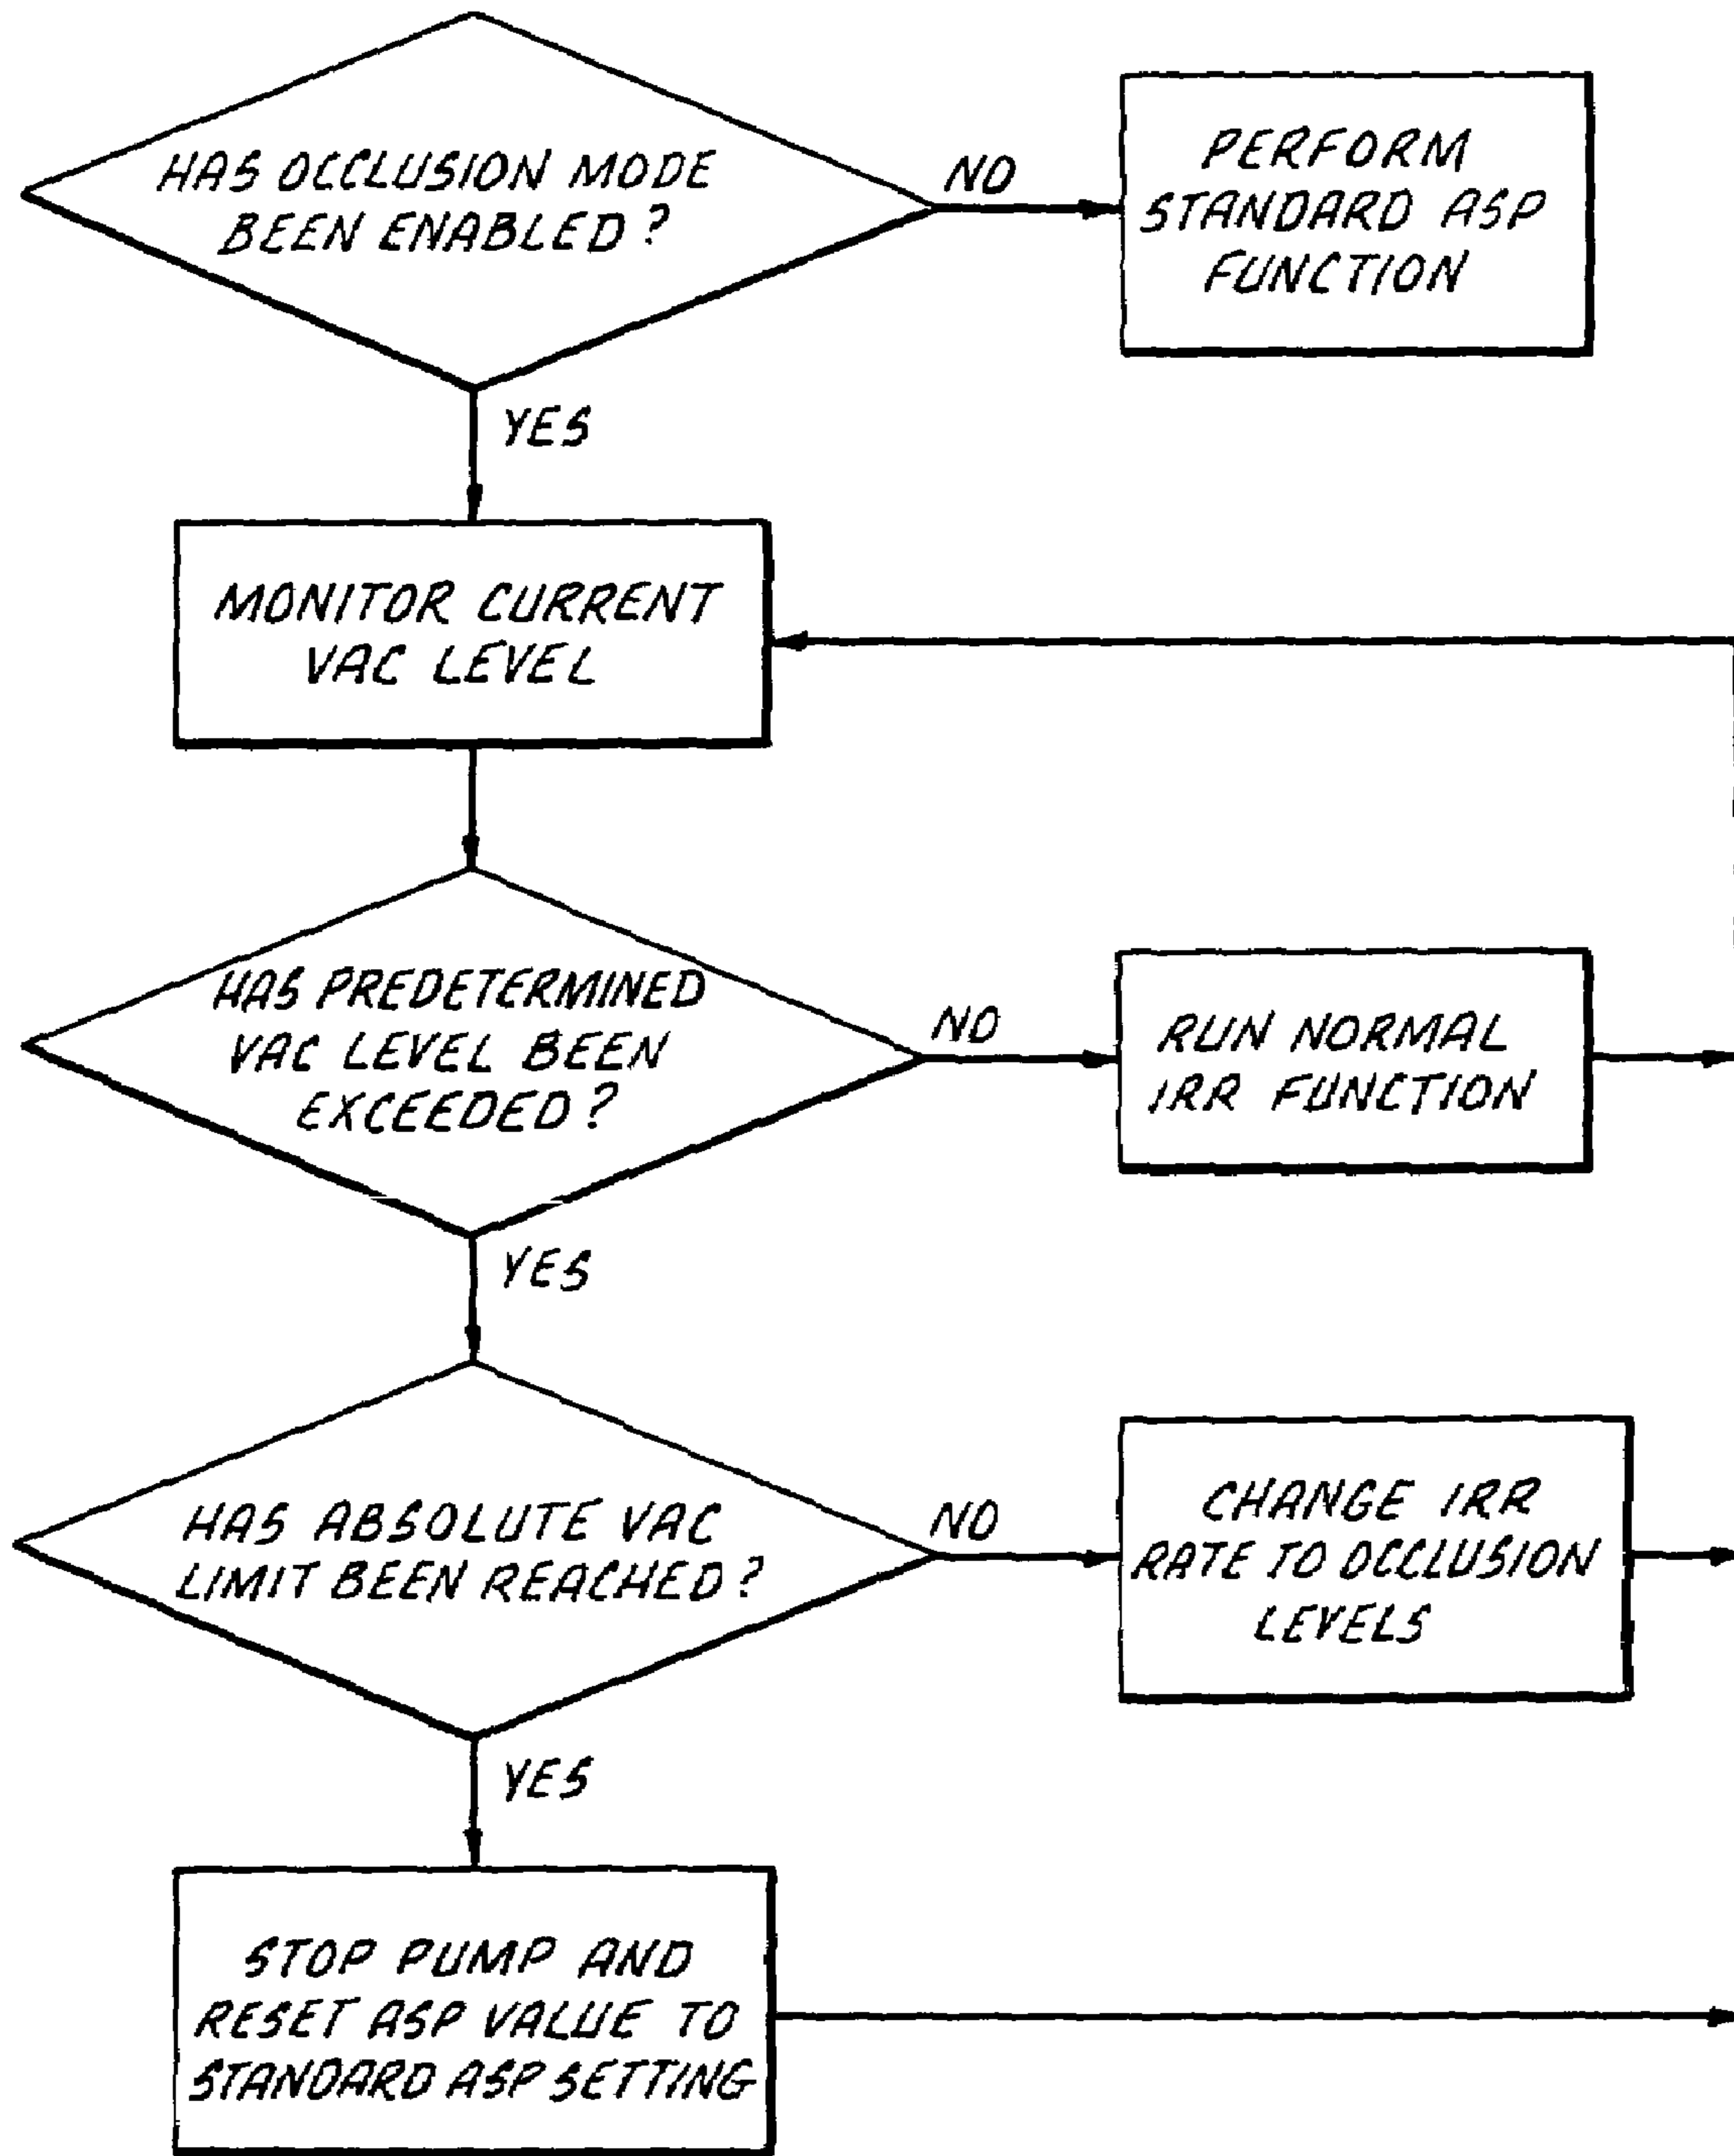 HAS OCCLUSION MODE
BEEN ENABLED?
NO
PERFORM
STANDARD ASP
FUNCTION
YES
MONITOR CURRENT
VAC LEVEL
HAS PREDETERMINED
VAC LEVEL BEEN
EXCEEDED?
NO
RUN NORMAL
IRR FUNCTION
YES
HAS ABSOLUTE VAC
LIMIT BEEN REACHED?
NO
CHANGE IRR
RATE TO OCCLUSION
LEVELS
YES
STOP PUMP AND
RESET ASP VALUE TO
STANDARD ASP SETTING